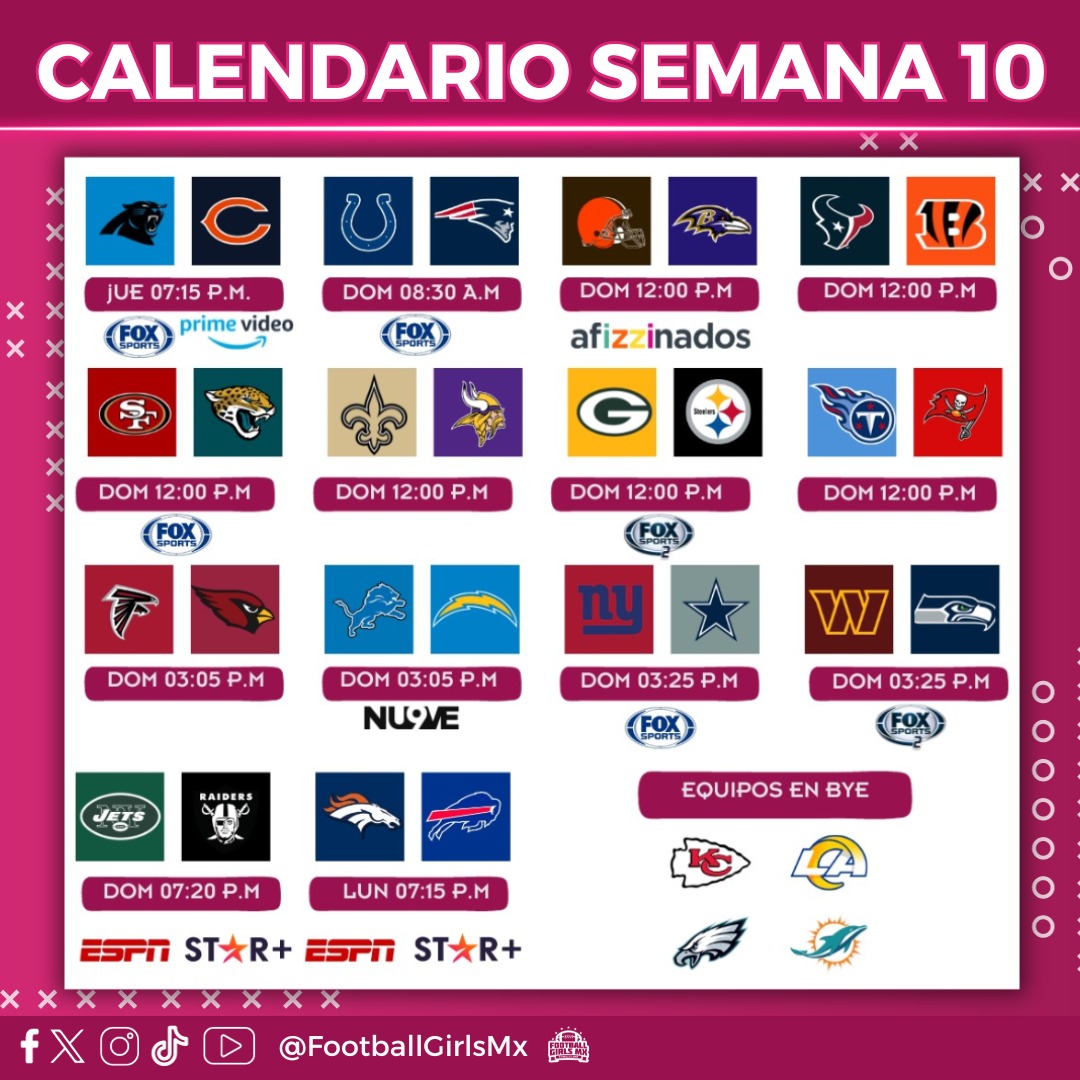 CALENDARIO SEMANA 10
jUE 07:15 P.M.
DOM 08:30 A.M
DOM 12:00 P.M
DOM 12:00 P.M
FOX SPORTS
prime video
FOX SPORTS
afizzinados
SF
G
Steelers
T
DOM 12:00 P.M
DOM 12:00 P.M
DOM 12:00 P.M
DOM 12:00 P.M
FOX SPORTS
FOX SPORTS 2
ny
W
DOM 03:05 P.M
DOM 03:05 P.M
DOM 03:25 P.M
DOM 03:25 P.M
NU9VE
FOX SPORTS
FOX SPORTS 2
NY JETS
RAIDERS
EQUIPOS EN BYE
KC
LA
DOM 07:20 P.M
LUN 07:15 P.M
ESPN
STAR+
ESPN
STAR+
@FootballGirlsMx
FOOTBALL
GIRLS MX